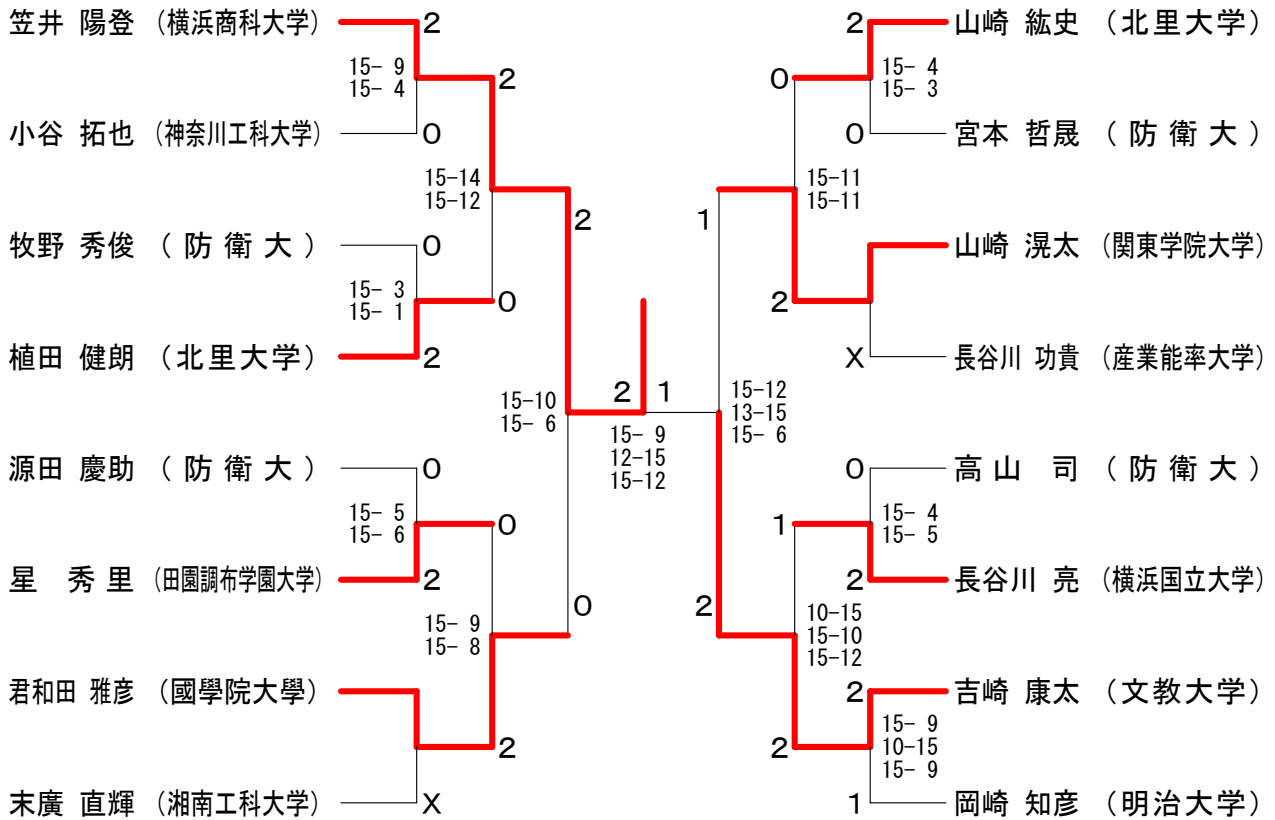 笠井 陽登 (横浜商科大学) 2
15- 9
15- 4
2
小谷 拓也 (神奈川工科大学) 0
15-14
15-12
2
牧野 秀俊 ( 防 衛 大 ) 0
15- 3
15- 1
0
植田 健朗 (北里大学) 2
15-10
15- 6
源田 慶助 ( 防 衛 大 ) 0
15- 5
15- 6
0
星 秀 里 (田園調布学園大学) 2
15- 9
15- 8
0
君和田 雅彦 (國學院大學)
2
末廣 直輝 (湘南工科大学) X
2 1
15- 9
12-15
15-12
2 山崎 紘史 (北里大学)
0
15- 4
15- 3
0 宮本 哲晟 ( 防 衛 大 )
15-11
15-11
1
山崎 滉太 (関東学院大学)
2
X 長谷川 功貴 (産業能率大学)
15-12
13-15
15- 6
0 高 山 司 ( 防 衛 大 )
1
15- 4
15- 5
2 長谷川 亮 (横浜国立大学)
2
10-15
15-10
15-12
2 吉崎 康太 (文教大学)
2
15- 9
10-15
15- 9
1 岡崎 知彦 (明治大学)